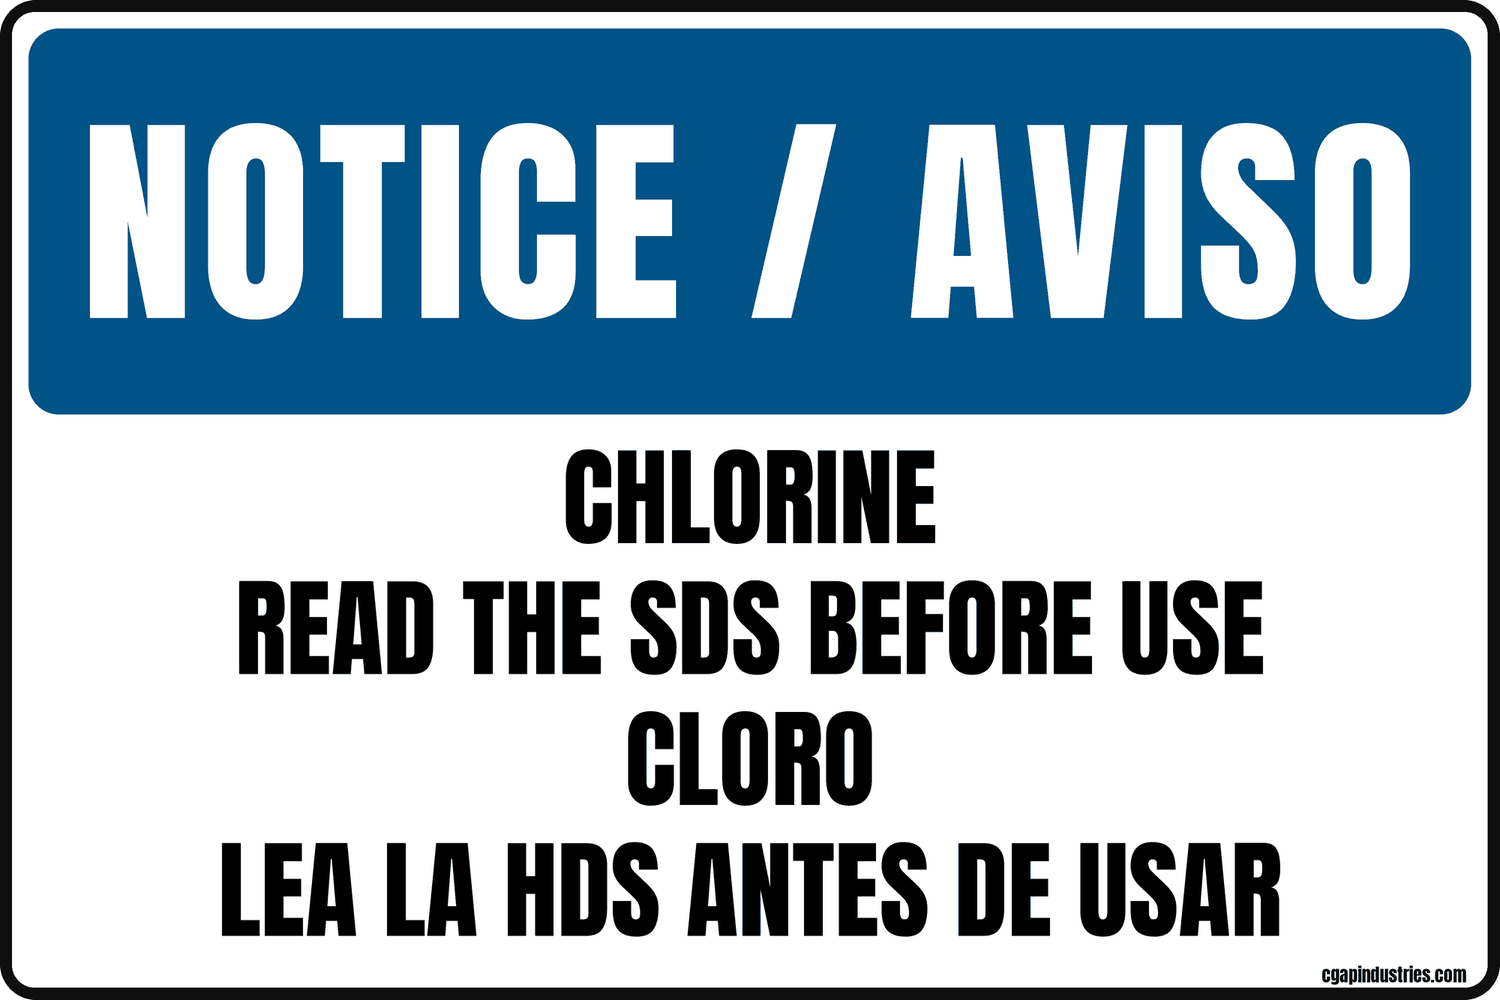 NOTICE / AVISO
CHLORINE
READ THE SDS BEFORE USE
CLORO
LEA LA HDS ANTES DE USAR
cgapindustries.com